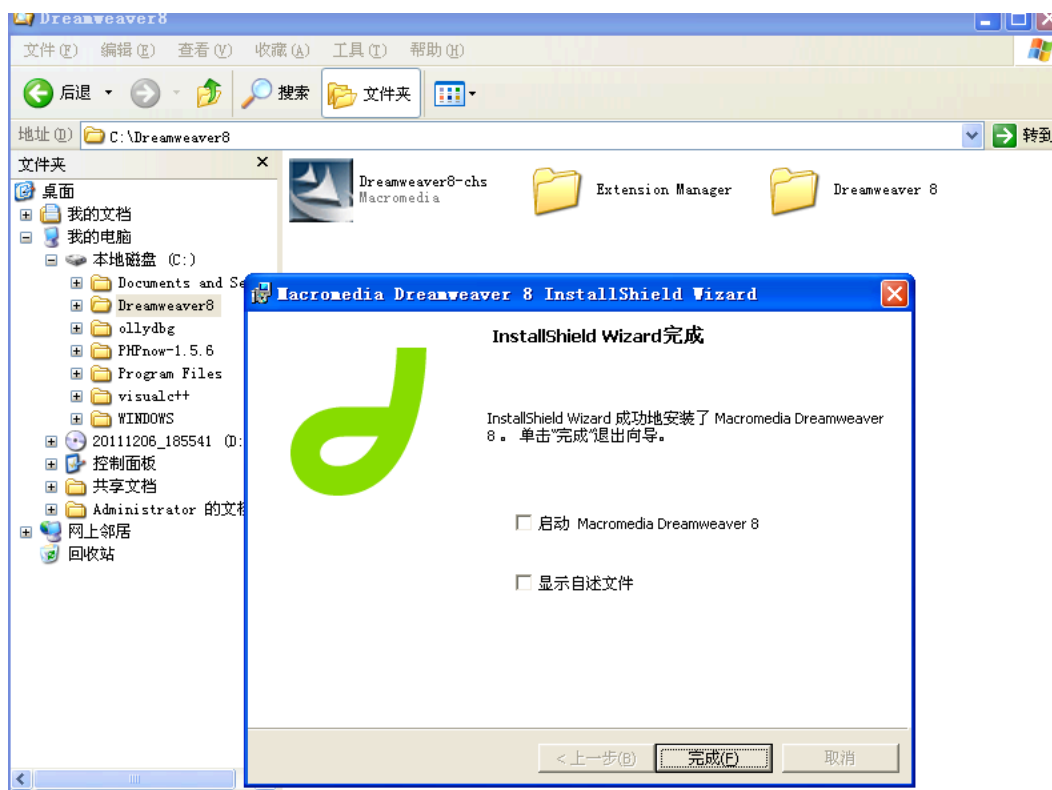 Dreamweaver8
文件(F) 编辑(E) 查看(V) 收藏(A) 工具(T) 帮助(H)
后退 搜索 文件夹
地址(D) C:\Dreamweaver8 转到
文件夹
桌面
我的文档
我的电脑
本地磁盘 (C:)
Documents and Se
Dreamweaver8
ollydbg
PHPnow-1.5.6
Program Files
visualc++
WINDOWS
20111206_185541 (D:
控制面板
共享文档
Administrator 的文档
网上邻居
回收站
Dreamweaver8-chs
Macromedia
Extension Manager
Dreamweaver 8
Macromedia Dreamweaver 8 InstallShield Wizard
InstallShield Wizard完成
InstallShield Wizard 成功地安装了 Macromedia Dreamweaver
8。 单击“完成”退出向导。
启动 Macromedia Dreamweaver 8
显示自述文件
<上一步(B) 完成(F) 取消